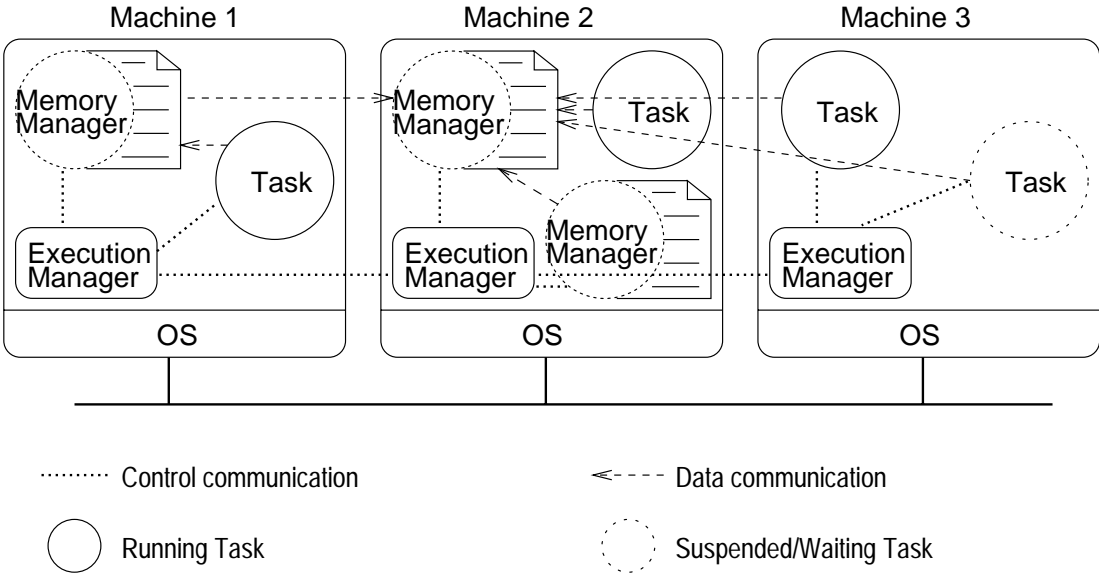 Machine 1
Machine 2
Machine 3
Memory
Manager
Task
Execution
Manager
OS
Memory
Manager
Task
Memory
Manager
Execution
Manager
OS
Task
Task
Execution
Manager
OS
Control communication
Data communication
Running Task
Suspended/Waiting Task